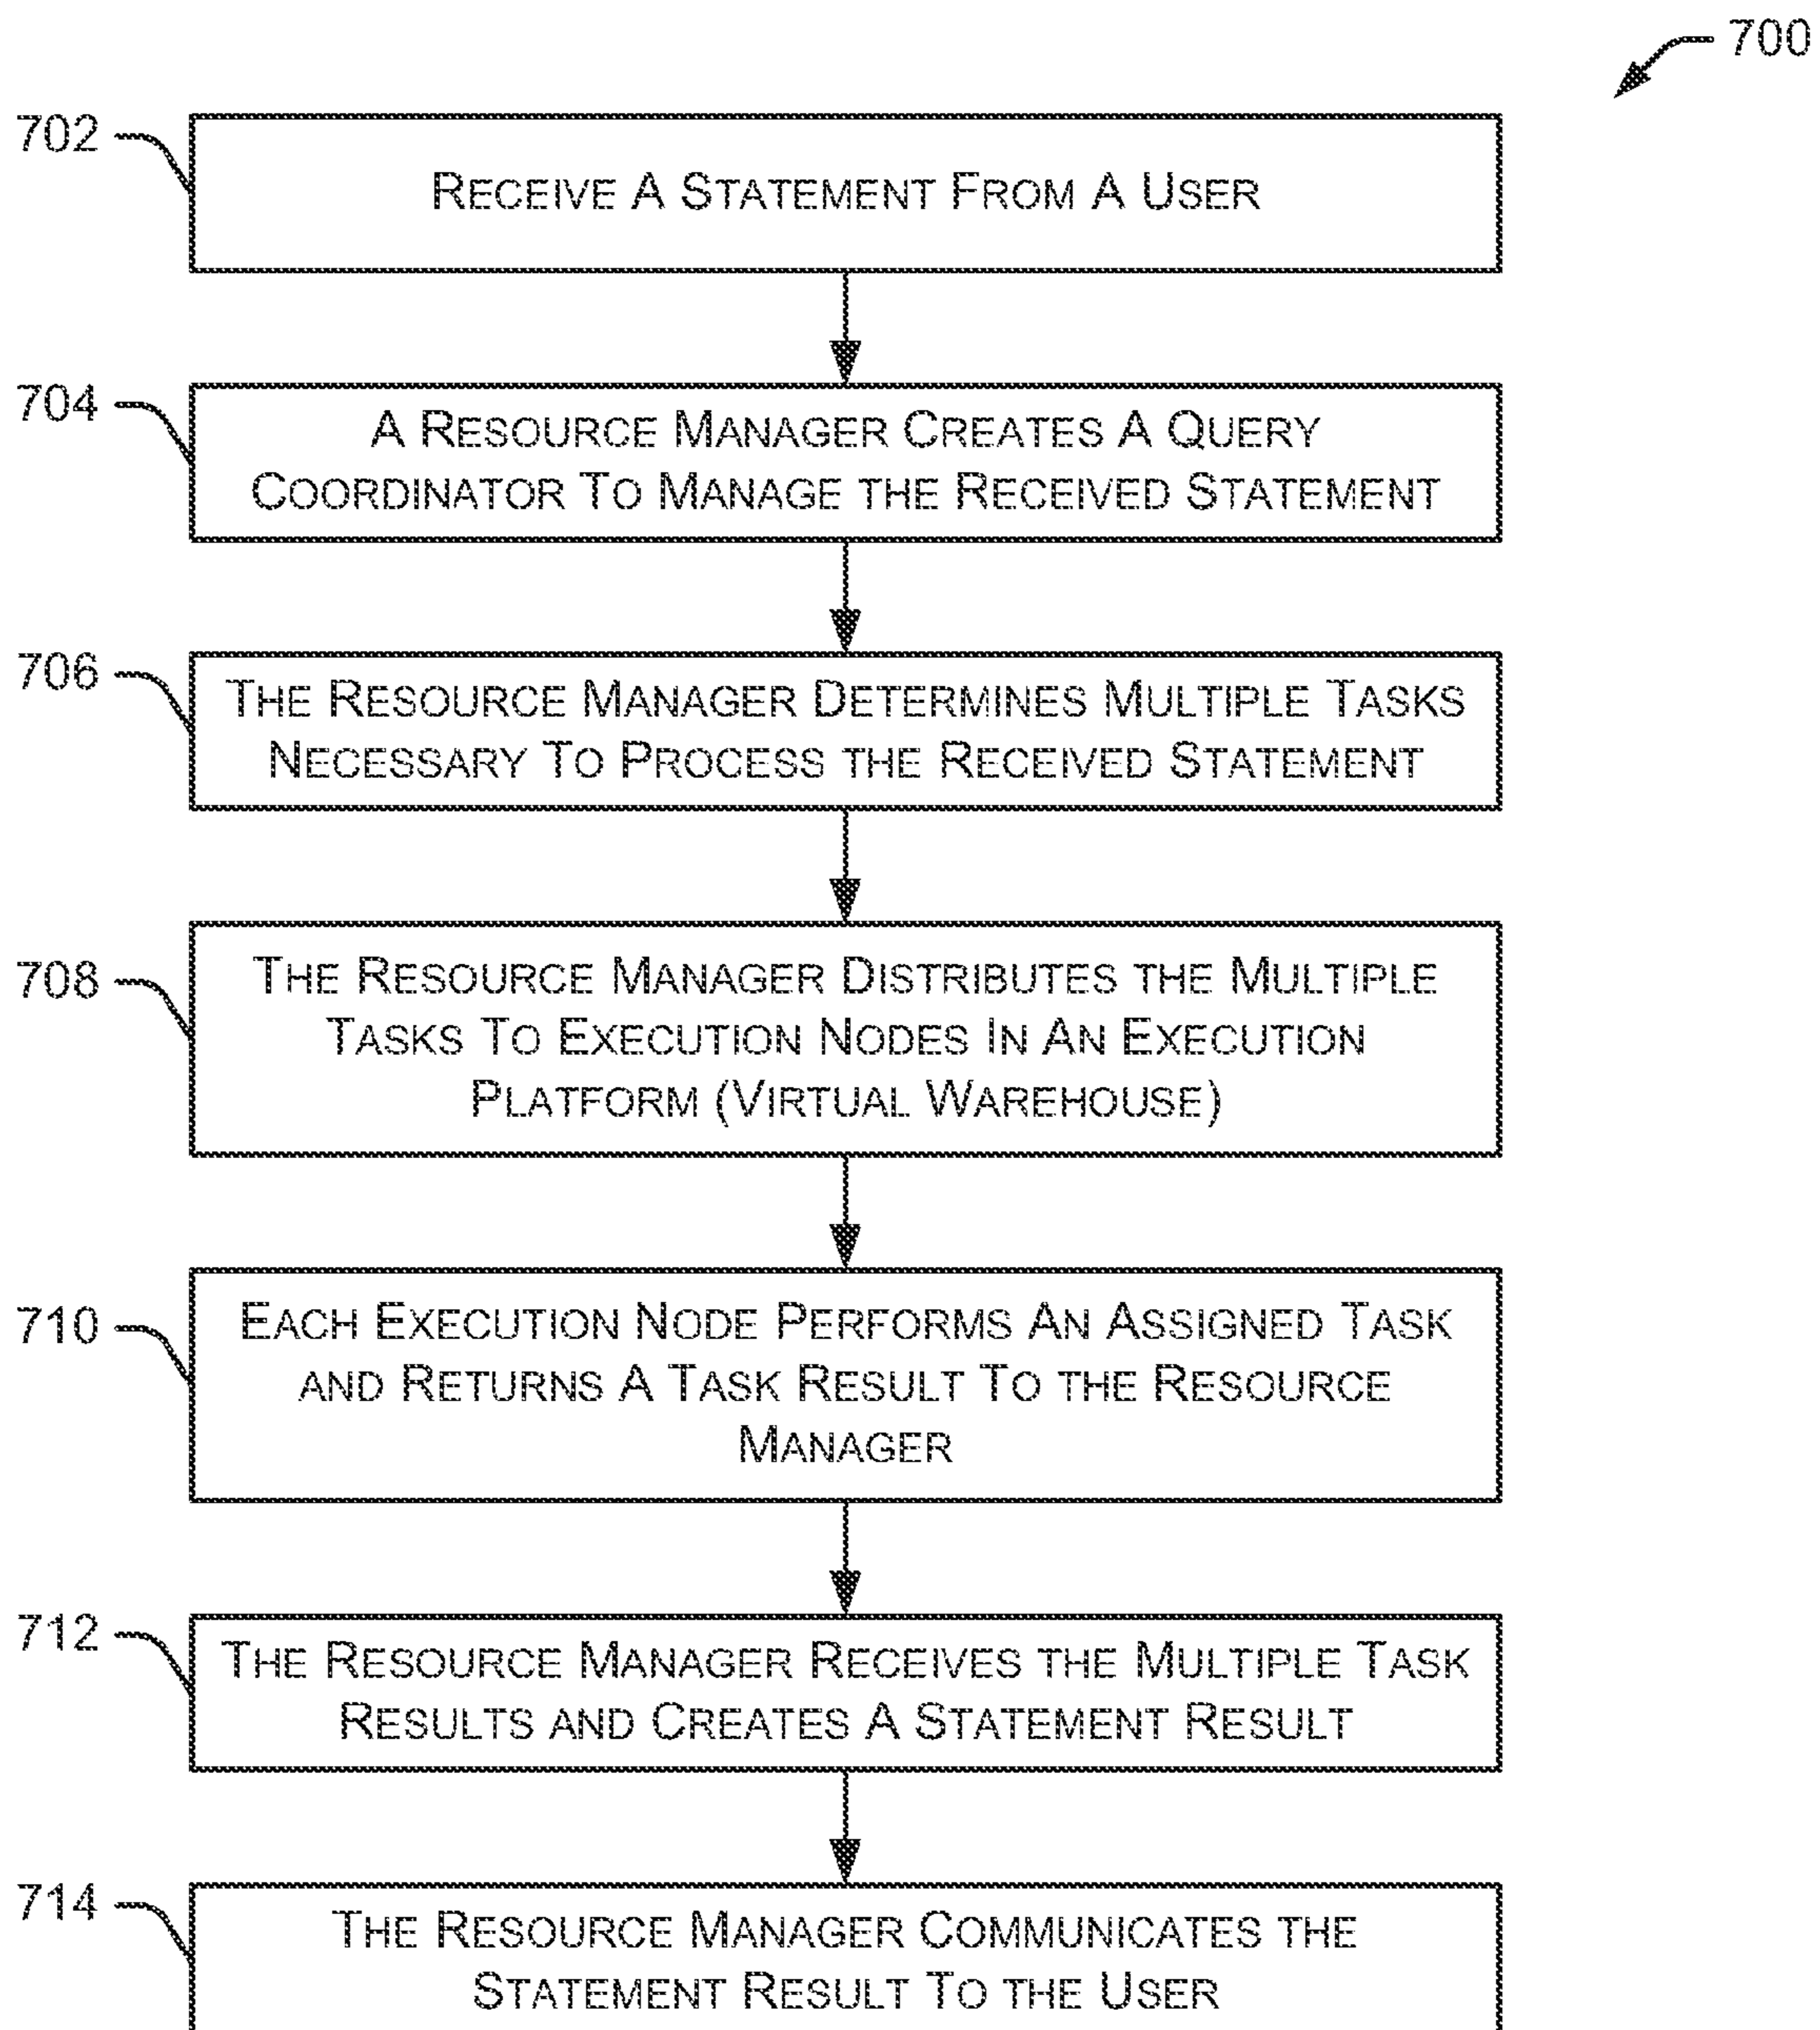 700
702
RECEIVE A STATEMENT FROM A USER
704
A RESOURCE MANAGER CREATES A QUERY
COORDINATOR TO MANAGE THE RECEIVED STATEMENT
706
THE RESOURCE MANAGER DETERMINES MULTIPLE TASKS
NECESSARY TO PROCESS THE RECEIVED STATEMENT
708
THE RESOURCE MANAGER DISTRIBUTES THE MULTIPLE
TASKS TO EXECUTION NODES IN AN EXECUTION
PLATFORM (VIRTUAL WAREHOUSE)
710
EACH EXECUTION NODE PERFORMS AN ASSIGNED TASK
AND RETURNS A TASK RESULT TO THE RESOURCE
MANAGER
712
THE RESOURCE MANAGER RECEIVES THE MULTIPLE TASK
RESULTS AND CREATES A STATEMENT RESULT
714
THE RESOURCE MANAGER COMMUNICATES THE
STATEMENT RESULT TO THE USER